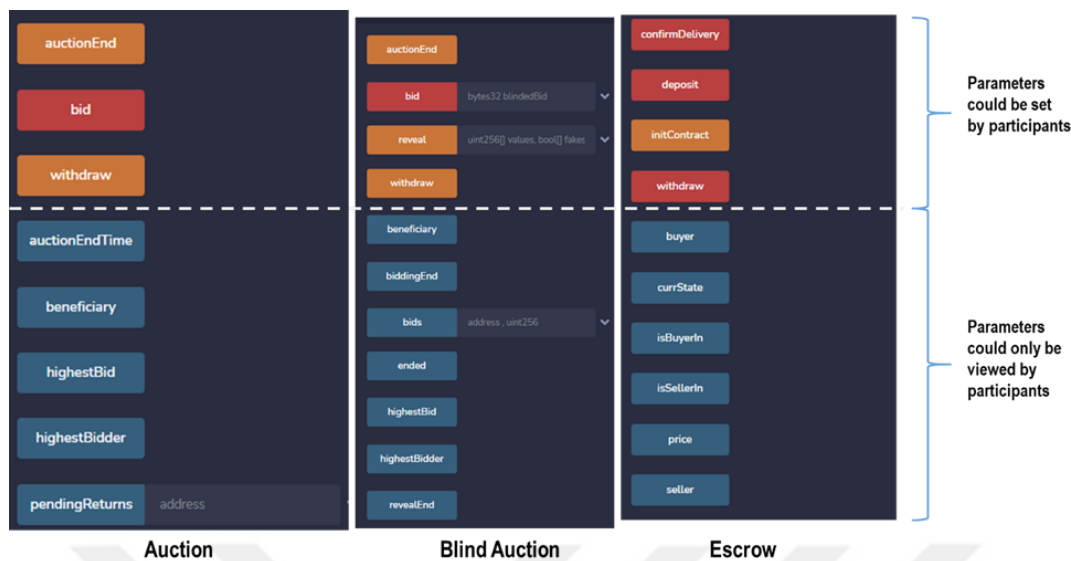 auctionEnd
bid
withdraw
auctionEndTime
beneficiary
highestBid
highestBidder
pendingReturns address
auctionEnd
bid bytes32 blindedBid
reveal uint256[] values, bool[] fakes
withdraw
beneficiary
biddingEnd
bids address , uint256
ended
highestBid
highestBidder
revealEnd
confirmDelivery
deposit
initContract
withdraw
buyer
currState
isBuyerIn
isSellerIn
price
seller
Parameters
could be set
by participants
Parameters
could only be
viewed by
participants
Auction
Blind Auction
Escrow